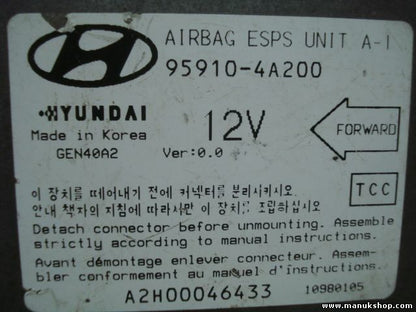 AIRBAG ESPS UNIT A-I
95910-4A200
HYUNDAI
Made in Korea
GEN40A2
12V
Ver:0.0
FORWARD
TCC
이 장치를 떼어내기 전에 커넥터를 분리시키시오
안내 책자의 지침에 따라서만 이 장치를 조립하십시오
Detach connector before unmounting. Assemble
strictly according to manual instructions.
Avant démontage enlever connecteur. Assem-
bler conformement au manuel d'instructions.
A2H00046433
10980105
www.manukshop.com